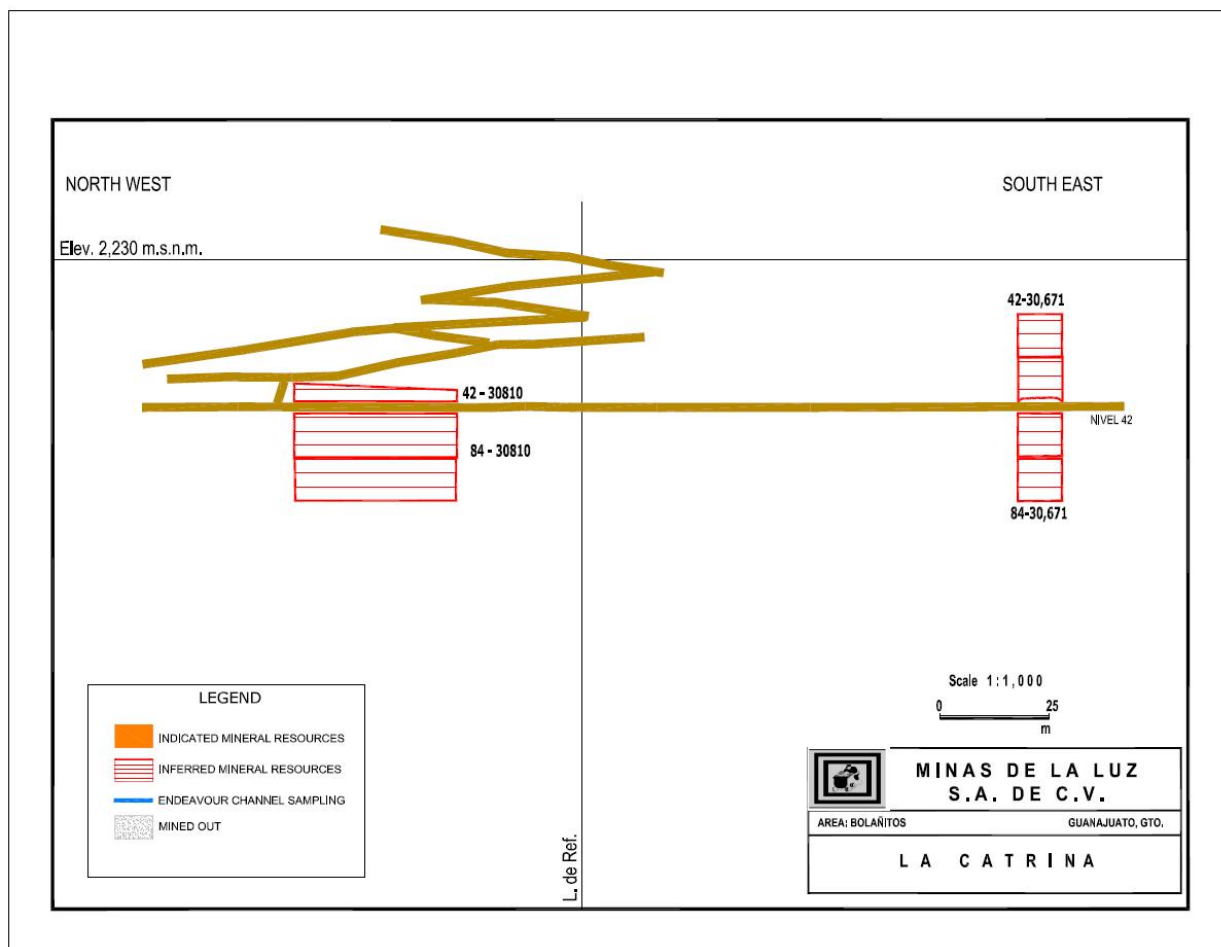 NORTH WEST
SOUTH EAST
Elev. 2,230 m.s.n.m.
42-30,671
42 - 30810
NIVEL 42
84 - 30810
84-30,671
Scale 1:1,000
0 25
m
LEGEND
INDICATED MINERAL RESOURCES
INFERRED MINERAL RESOURCES
ENDEAVOUR CHANNEL SAMPLING
MINED OUT
L. de Ref.
MINAS DE LA LUZ
S.A. DE C.V.
AREA: BOLAÑITOS GUANAJUATO, GTO.
LA CATRINA